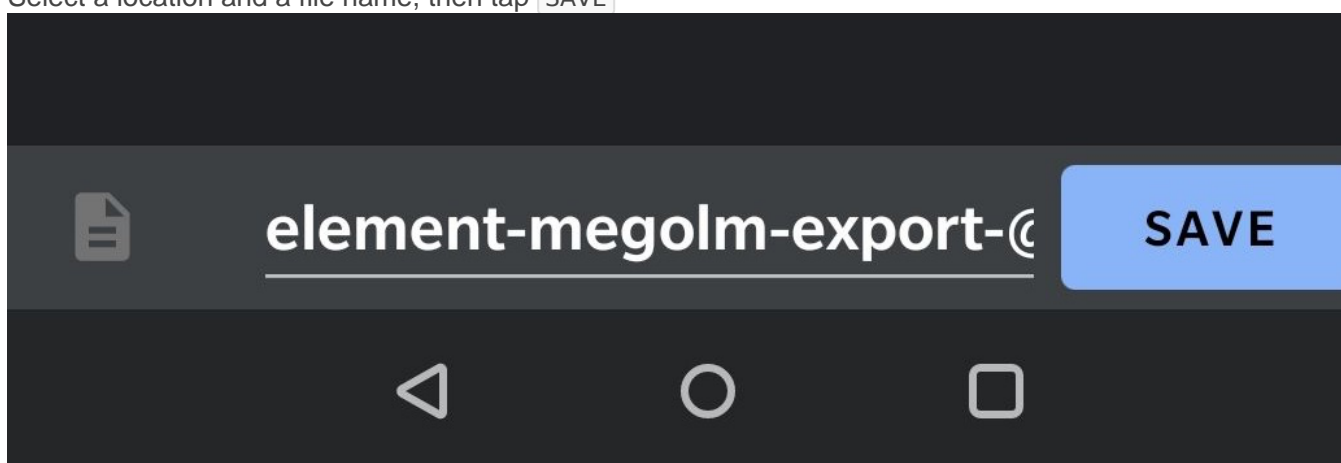 Select a location and a file name, then tap SAVE
element-megolm-export-@
SAVE